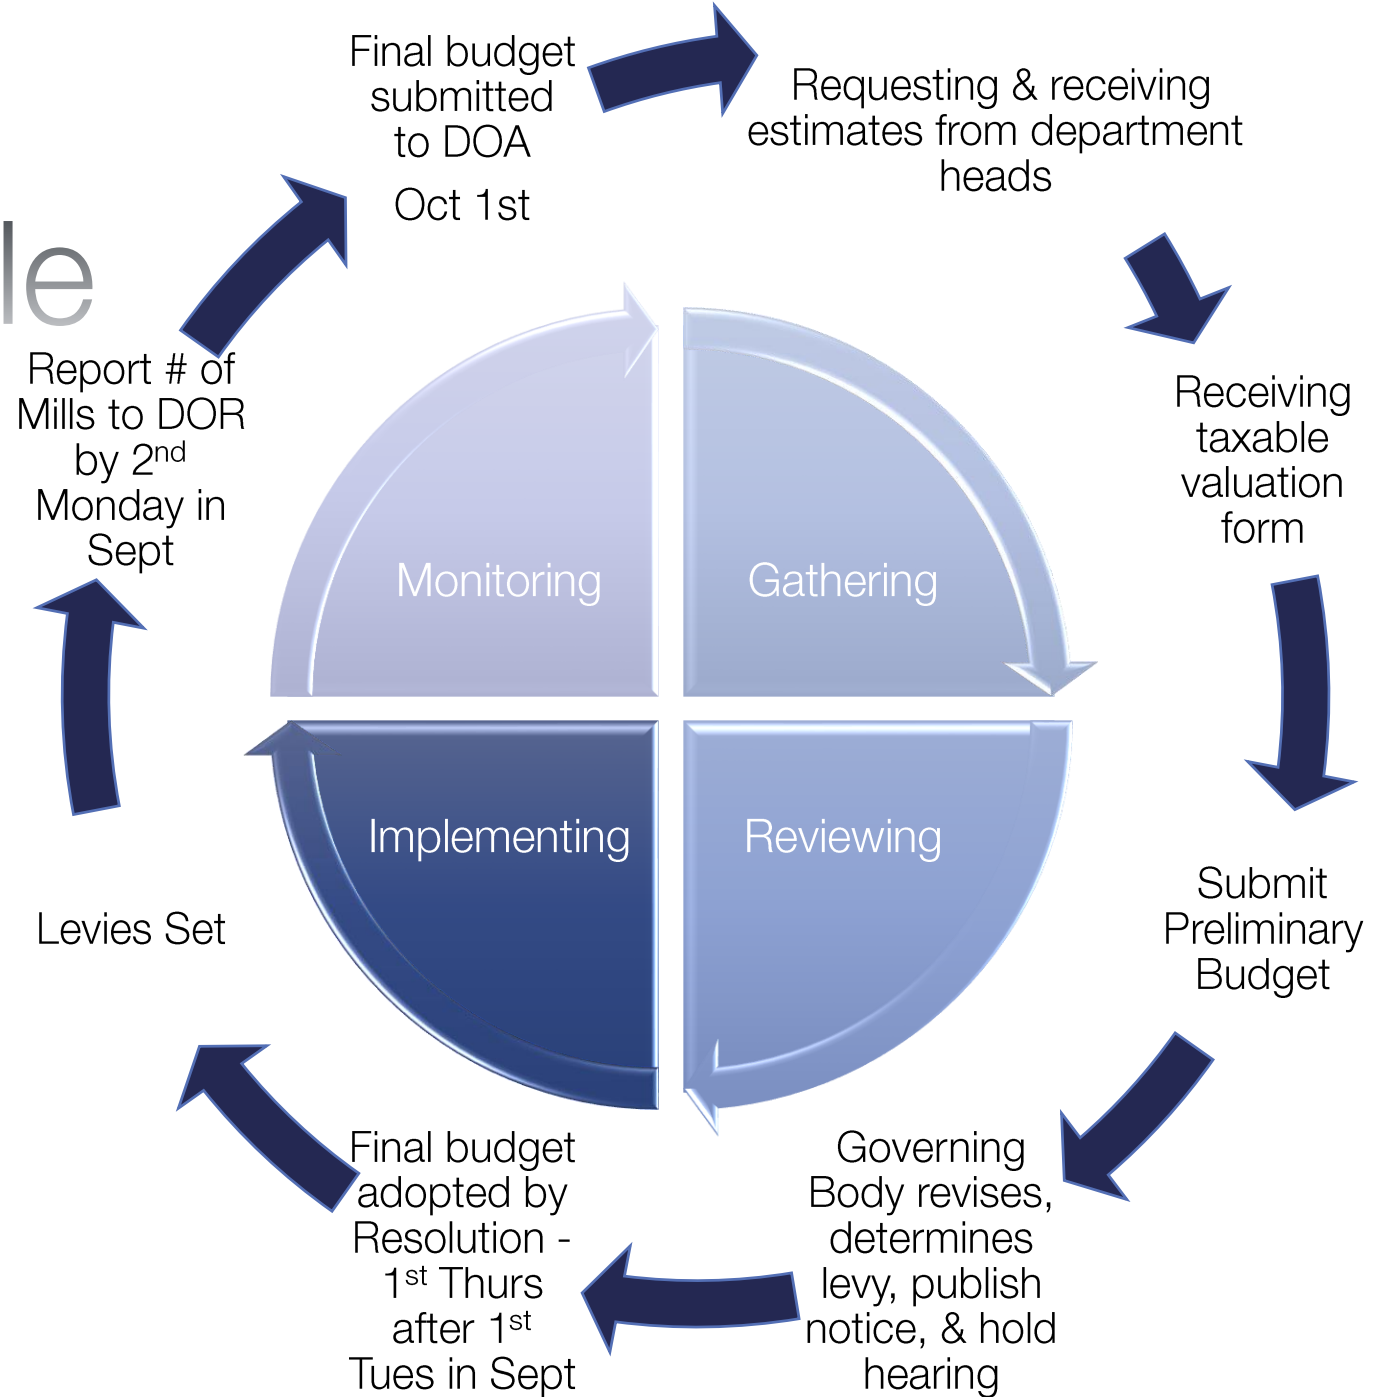 Final budget
submitted
to DOA
Oct 1st
Requesting & receiving
estimates from department
heads
le
Report # of
Mills to DOR
by 2nd
Monday in
Sept
Receiving
taxable
valuation
form
Monitoring
Gathering
Implementing
Reviewing
Levies Set
Submit
Preliminary
Budget
Final budget
adopted by
Resolution -
1st Thurs
after 1st
Tues in Sept
Governing
Body revises,
determines
levy, publish
notice, & hold
hearing